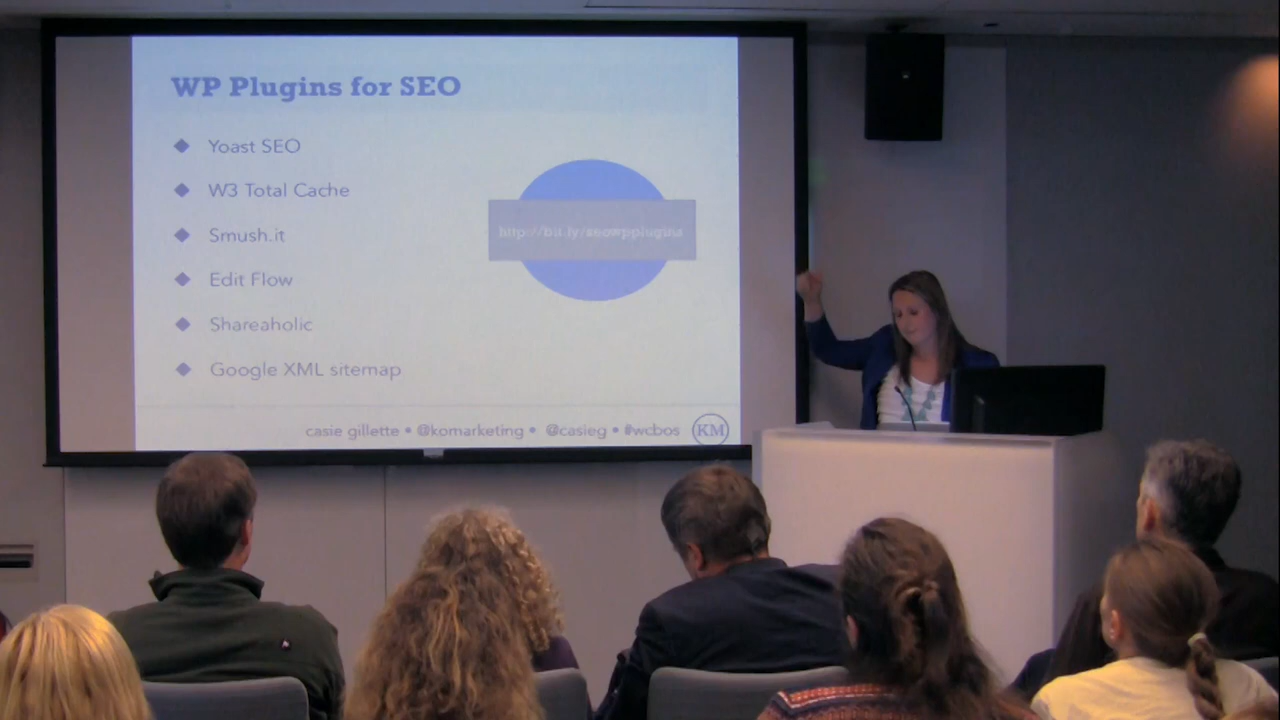 WP Plugins for SEO
Yoast SEO
W3 Total Cache
http://bit.ly/seowpplugins
Smush.it
Edit Flow
Shareaholic
Google XML sitemap
casie gillette • @komarketing • @casieg • #wcbos KM